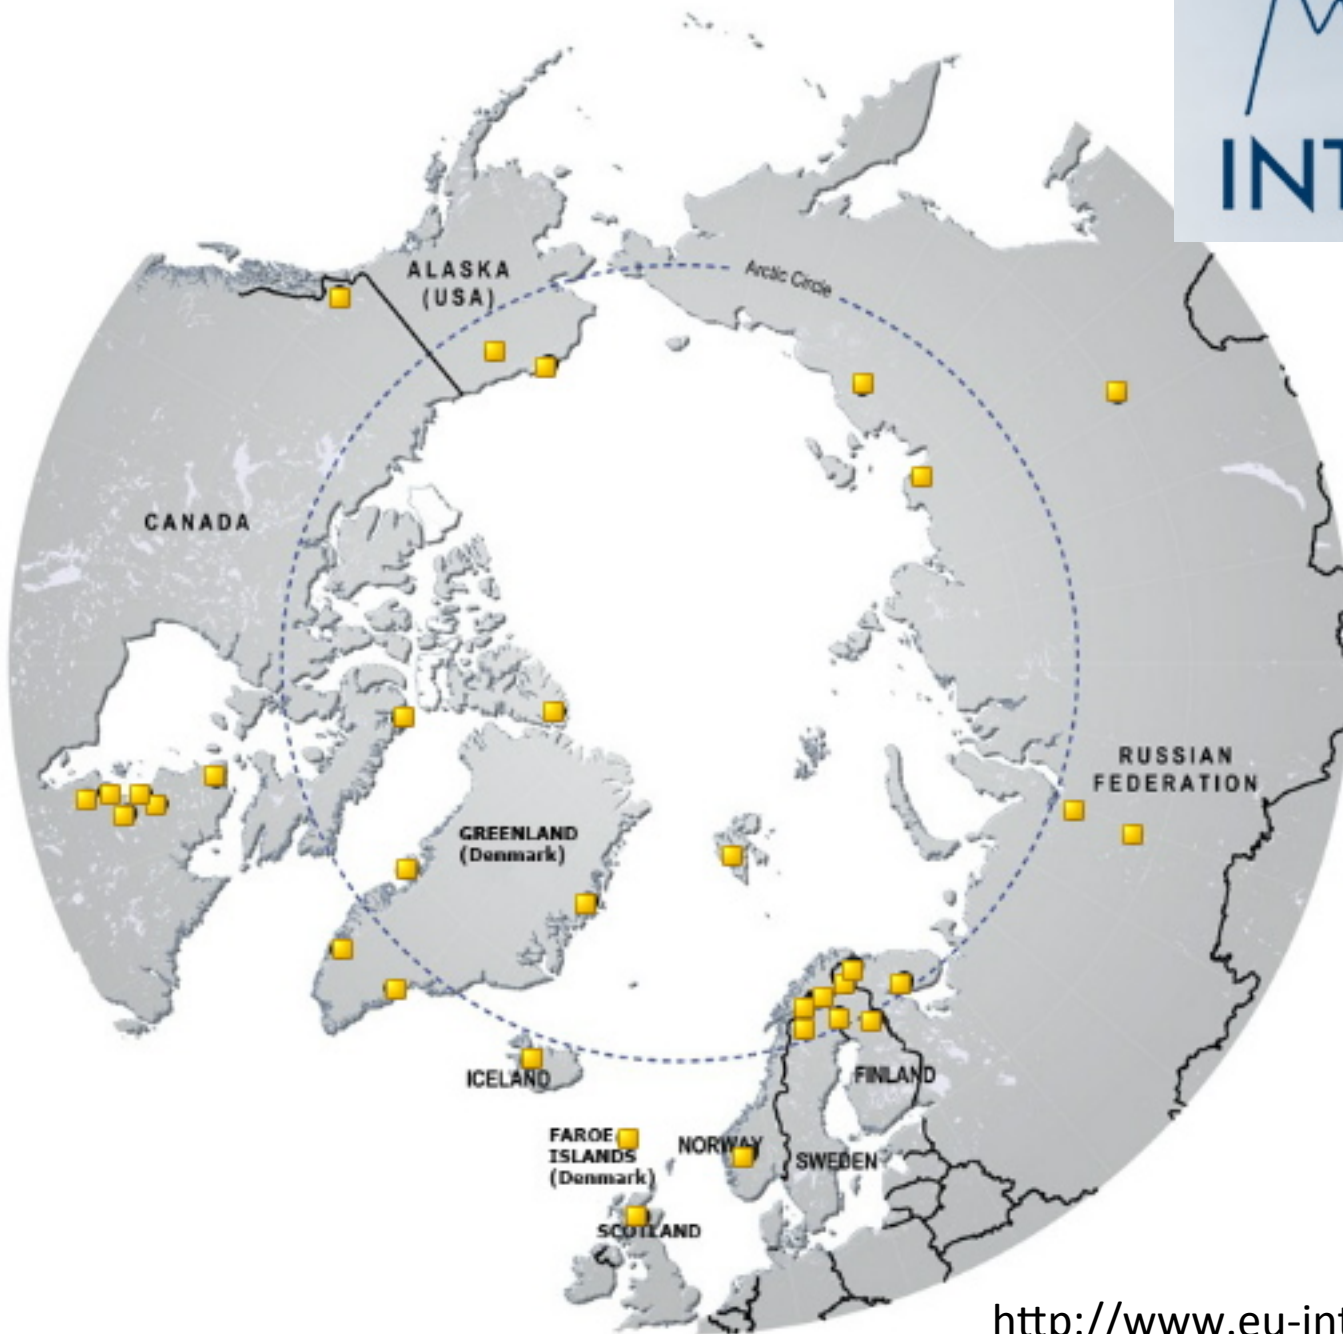 INT
ALASKA
(USA)
Arctic Circle
CANADA
RUSSIAN
FEDERATION
GREENLAND
(Denmark)
ICELAND
FINLAND
FAROE
ISLANDS
(Denmark)
NORWAY
SWEDEN
SCOTLAND
http://www.eu-int